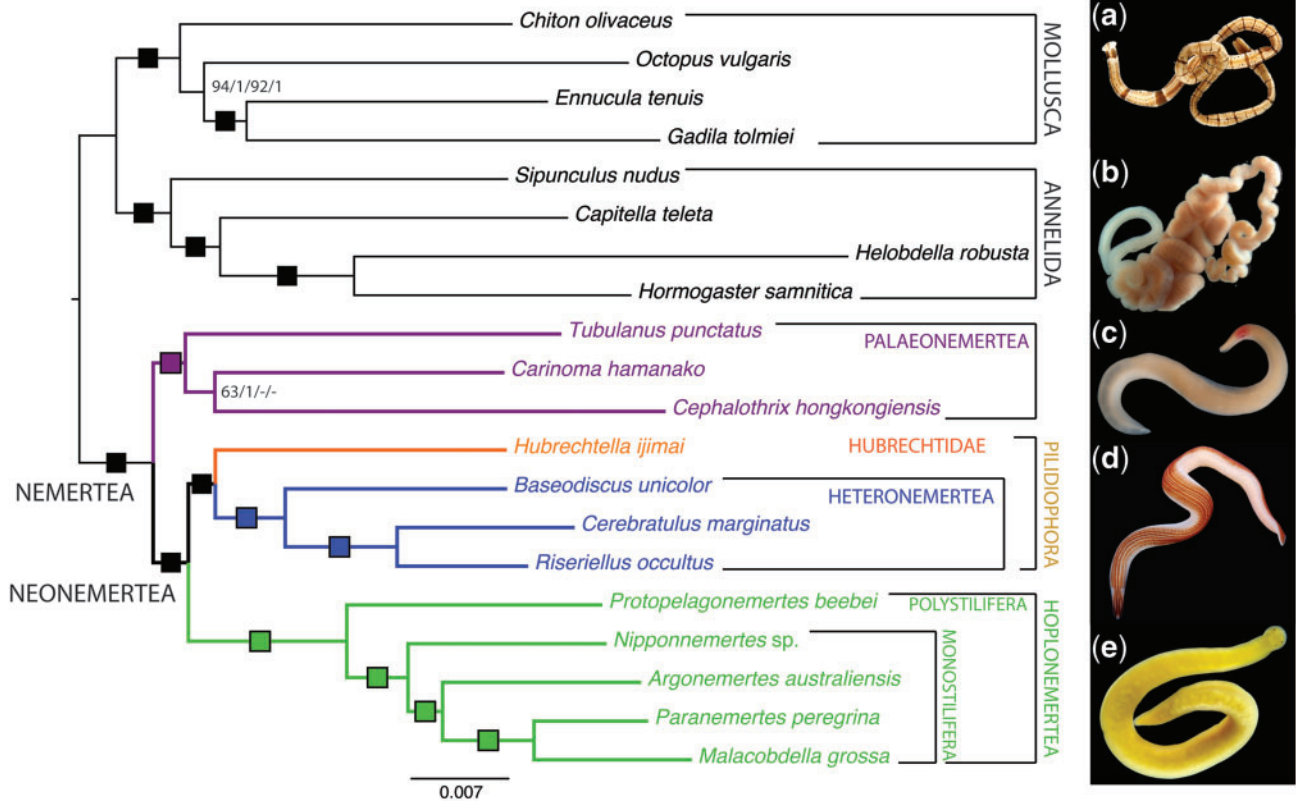 Chiton olivaceus
Octopus vulgaris
94/1/92/1
Ennucula tenuis
Gadila tolmiei
MOLLUSCA
Sipunculus nudus
Capitella teleta
Helobdella robusta
Hormogaster samnitica
ANNELIDA
Tubulanus punctatus
PALAEONEMERTEA
Carinoma hamanako
63/1/-/-
Cephalothrix hongkongiensis
Hubrechtella ijimai
HUBRECHTIDAE
NEMERTEA
Baseodiscus unicolor
HETERONEMERTEA
Cerebratulus marginatus
Riseriellus occultus
PILIDIOPHORA
NEONEMERTEA
Protopelagonemertes beebei
POLYSTILIFERA
Nipponnemertes sp.
Argonemertes australiensis
Paranemertes peregrina
Malacobdella grossa
MONOSTILIFERA
HOPLONEMERTEA
0.007
(a)
(b)
(c)
(d)
(e)